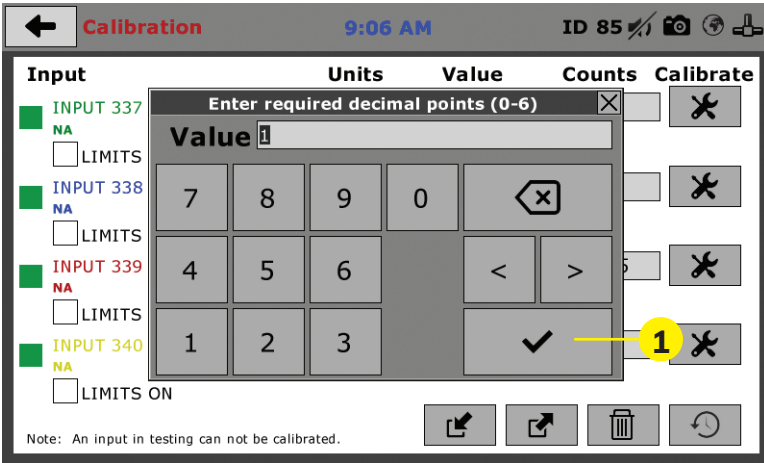 Calibration 9:06 AM ID 85
Input Units Value Counts Calibrate
INPUT 337
NA
LIMITS
INPUT 338
NA
LIMITS
INPUT 339
NA
LIMITS
INPUT 340
NA
LIMITS ON
Enter required decimal points (0-6)
Value 1
7 8 9 0
4 5 6 < >
1 2 3
1
5
Note: An input in testing can not be calibrated.